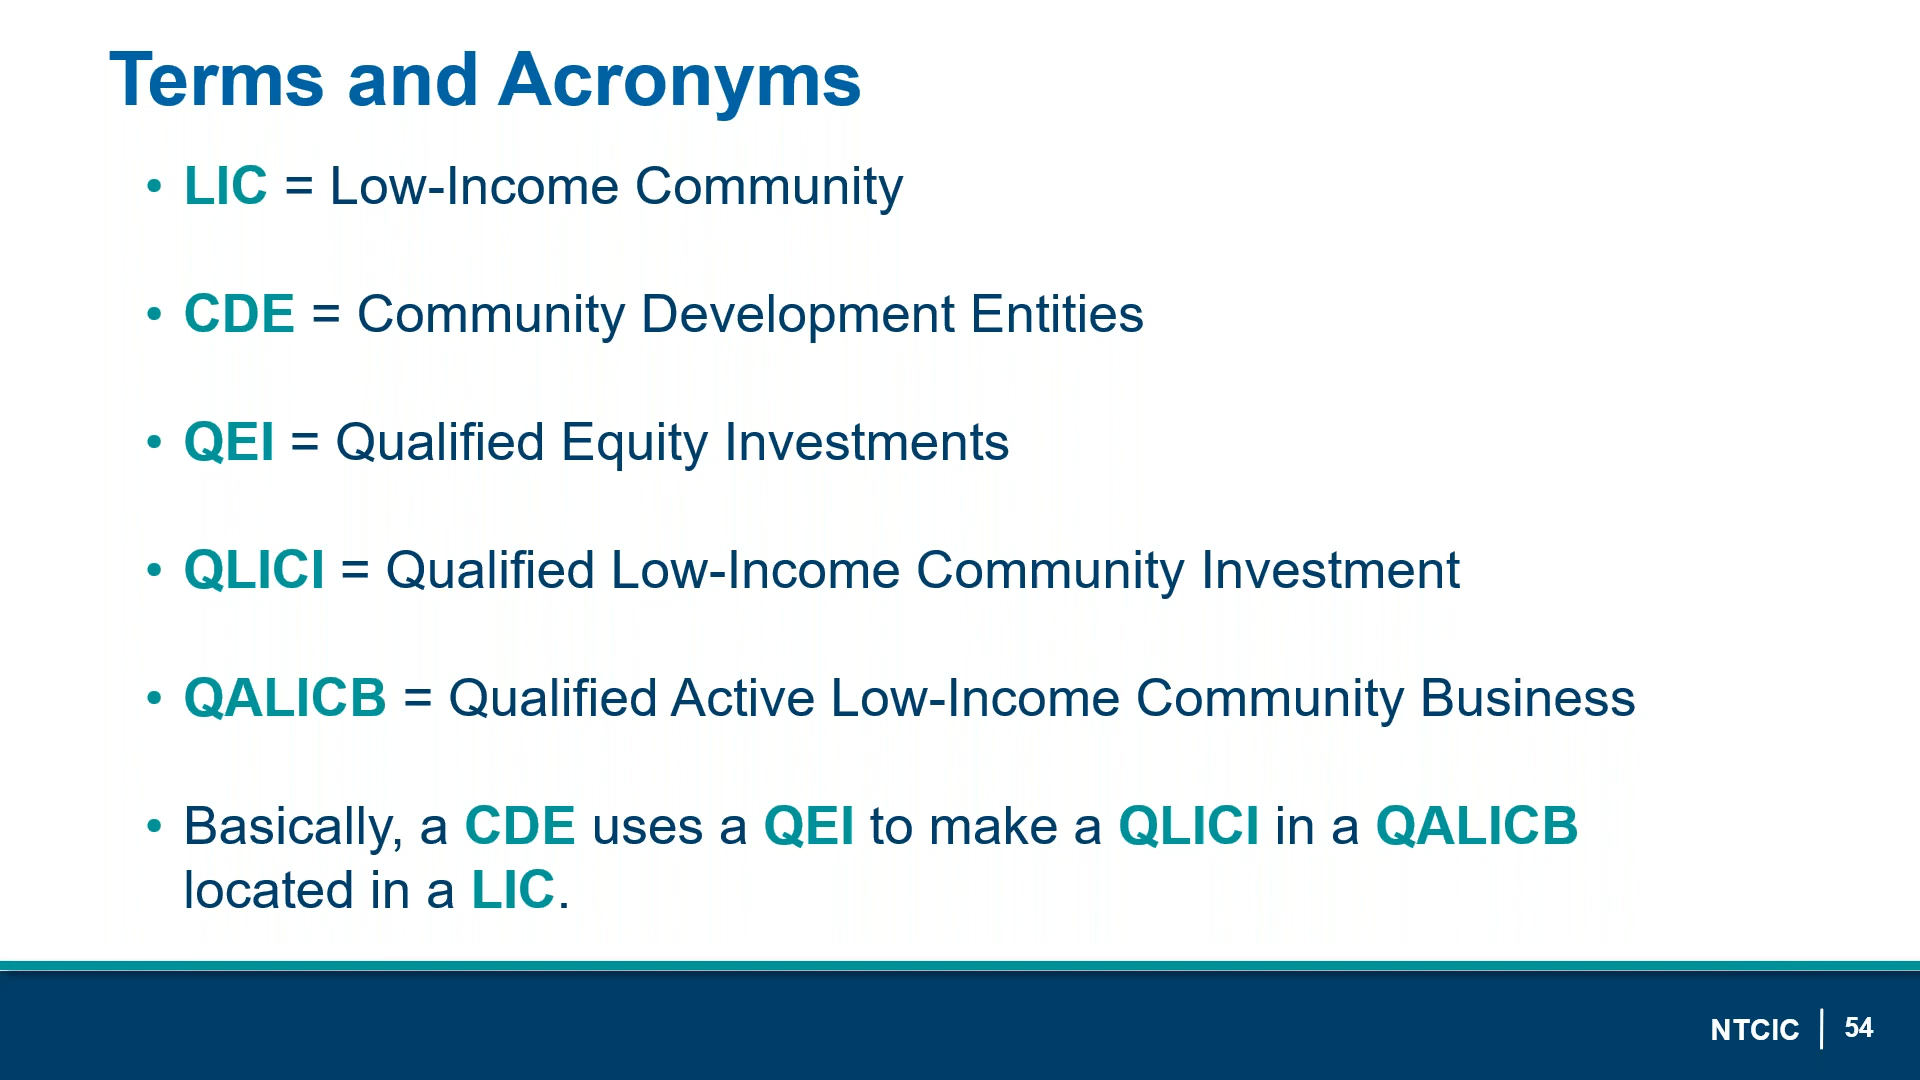 Terms and Acronyms
• LIC = Low-Income Community
• CDE = Community Development Entities
• QEI = Qualified Equity Investments
• QLICI = Qualified Low-Income Community Investment
• QALICB = Qualified Active Low-Income Community Business
• Basically, a CDE uses a QEI to make a QLICI in a QALICB
located in a LIC.
NTCIC | 54